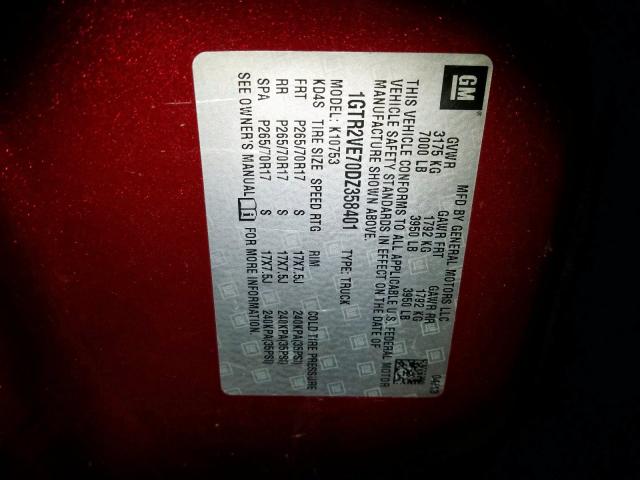 GM
MFD BY GENERAL MOTORS LLC
04/13
GVWR GAWR FRT GAWR RR
3175 KG 1792 KG 1792 KG
7000 LB 3950 LB 3950 LB
THIS VEHICLE CONFORMS TO ALL APPLICABLE U.S. FEDERAL MOTOR
VEHICLE SAFETY STANDARDS IN EFFECT ON THE DATE OF
MANUFACTURE SHOWN ABOVE.
1GTR2VE70DZ358401 TYPE: TRUCK
MODEL: K10753
KD4S TIRE SIZE SPEED RTG RIM COLD TIRE PRESSURE
FRT P265/70R17 S 17X7.5J 240KPA(35PSI)
RR P265/70R17 S 17X7.5J 240KPA(35PSI)
SPA P265/70R17 S 17X7.5J 240KPA(35PSI)
SEE OWNER'S MANUAL FOR MORE INFORMATION.